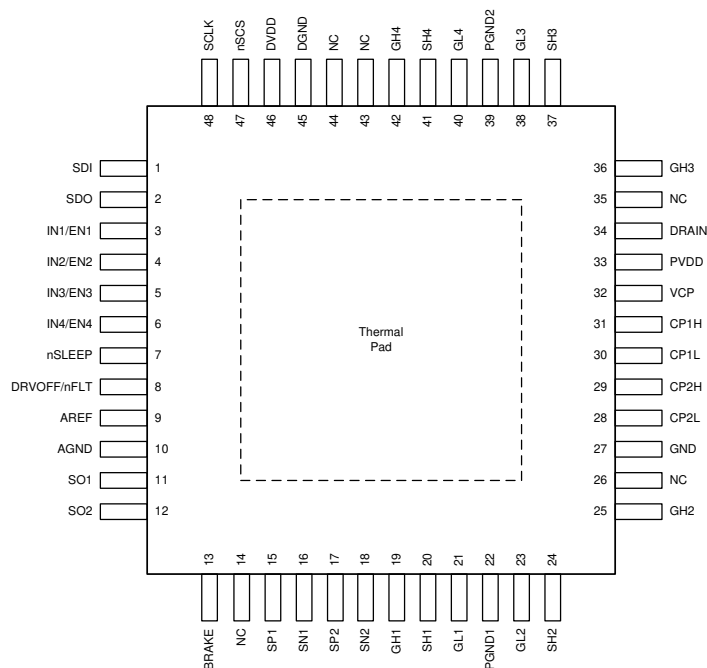 SCLK
nSCS
DVDD
DGND
NC
NC
GH4
SH4
GL4
PGND2
GL3
SH3
48
47
46
45
44
43
42
41
40
39
38
37
SDI 1
SDO 2
IN1/EN1 3
IN2/EN2 4
IN3/EN3 5
IN4/EN4 6
nSLEEP 7
DRVOFF/nFLT 8
AREF 9
AGND 10
SO1 11
SO2 12
Thermal
Pad
36 GH3
35 NC
34 DRAIN
33 PVDD
32 VCP
31 CP1H
30 CP1L
29 CP2H
28 CP2L
27 GND
26 NC
25 GH2
13
14
15
16
17
18
19
20
21
22
23
24
BRAKE
NC
SP1
SN1
SP2
SN2
GH1
SH1
GL1
PGND1
GL2
SH2